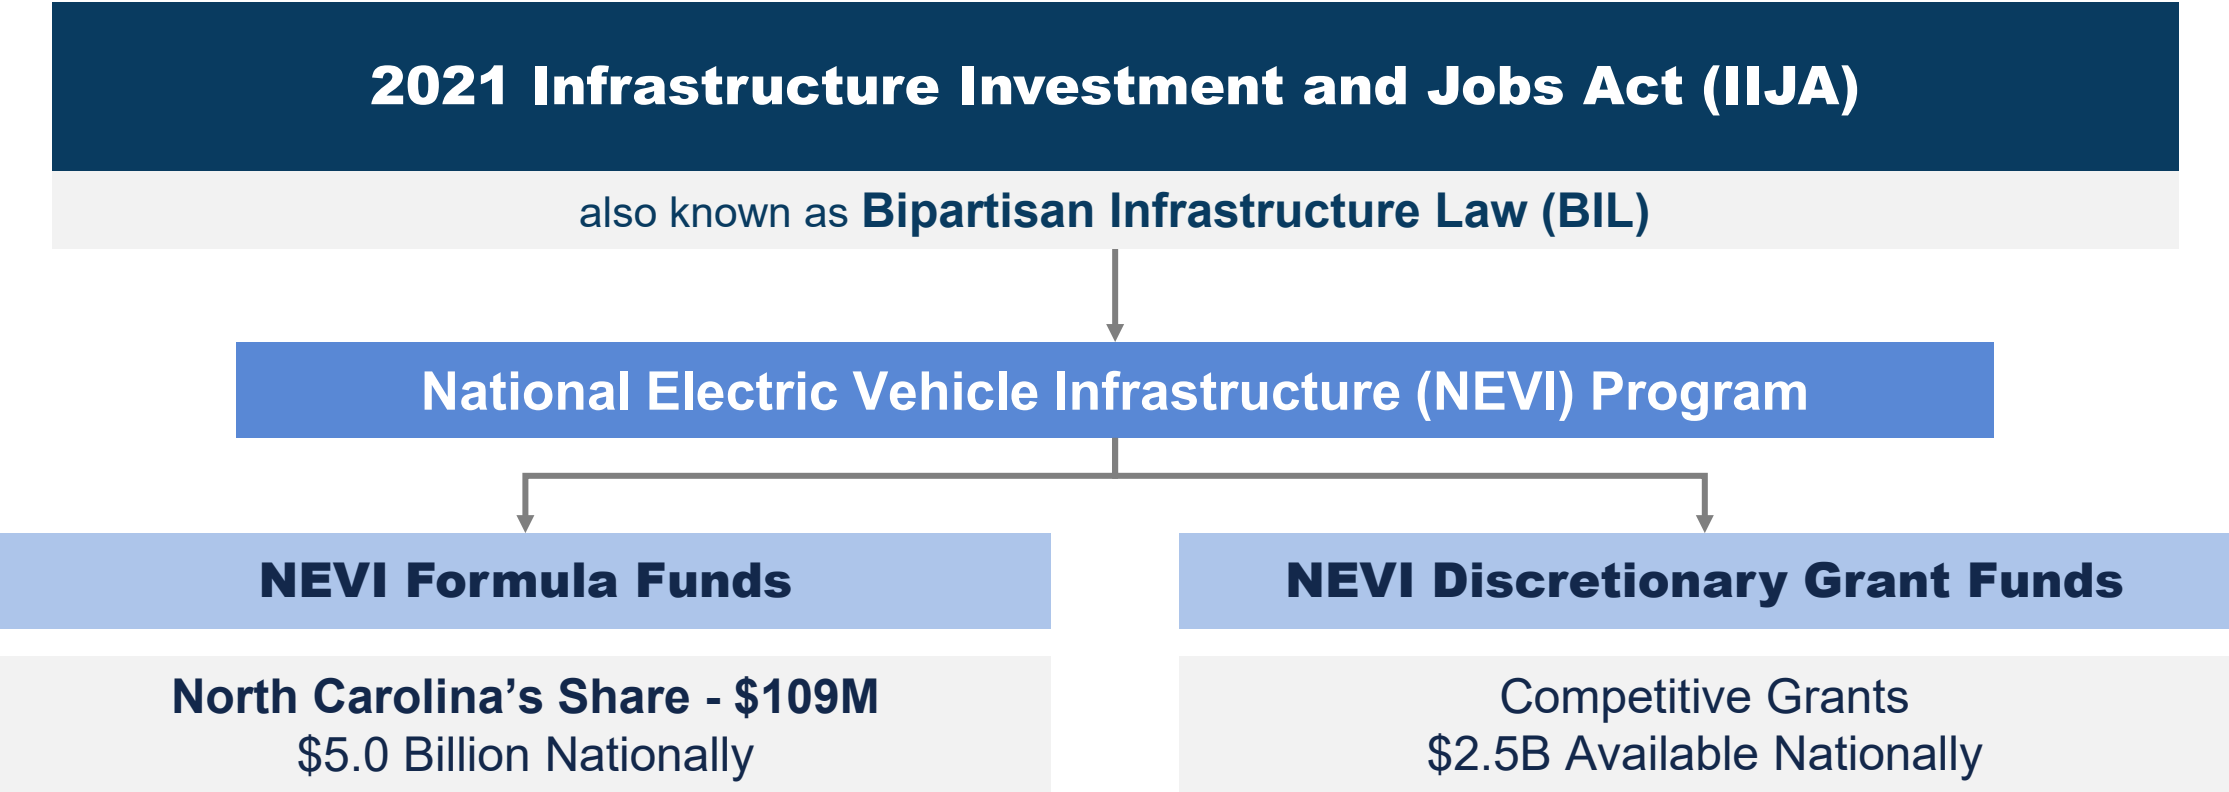 2021 Infrastructure Investment and Jobs Act (IIJA)
also known as Bipartisan Infrastructure Law (BIL)
National Electric Vehicle Infrastructure (NEVI) Program
NEVI Formula Funds
North Carolina’s Share - $109M
$5.0 Billion Nationally
NEVI Discretionary Grant Funds
Competitive Grants
$2.5B Available Nationally